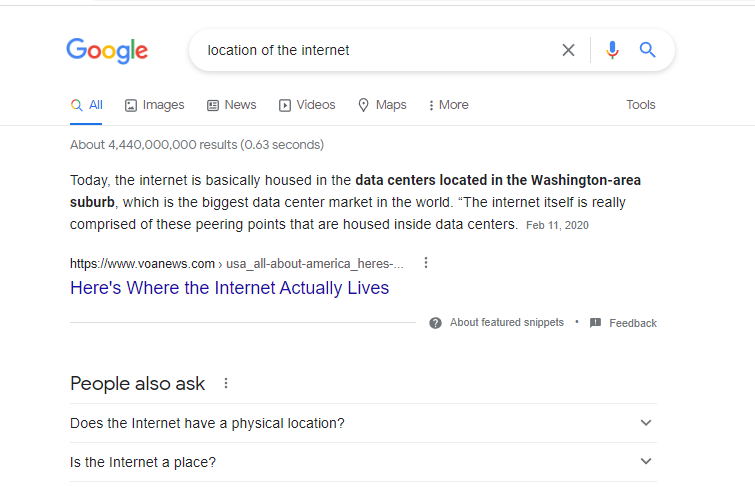 Google
location of the internet
All
Images
News
Videos
Maps
More
Tools
About 4,440,000,000 results (0.63 seconds)
Today, the internet is basically housed in the data centers located in the Washington-area
suburb, which is the biggest data center market in the world. “The internet itself is really
comprised of these peering points that are housed inside data centers. Feb 11, 2020
https://www.voanews.com › usa_all-about-america_heres-...
Here's Where the Internet Actually Lives
About featured snippets • Feedback
People also ask
Does the Internet have a physical location?
Is the Internet a place?